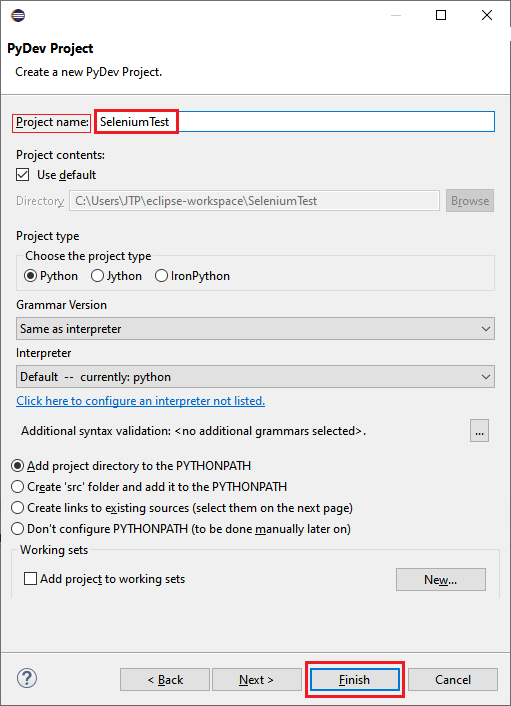 PyDev Project
Create a new PyDev Project.
Project name: SeleniumTest
Project contents:
Use default
Directory C:\Users\JTP\eclipse-workspace\SeleniumTest Browse
Project type
Choose the project type
Python Jython IronPython
Grammar Version
Same as interpreter
Interpreter
Default -- currently: python
Click here to configure an interpreter not listed.
Additional syntax validation: <no additional grammars selected>. ...
Add project directory to the PYTHONPATH
Create 'src' folder and add it to the PYTHONPATH
Create links to existing sources (select them on the next page)
Don't configure PYTHONPATH (to be done manually later on)
Working sets
Add project to working sets New...
? < Back Next > Finish Cancel